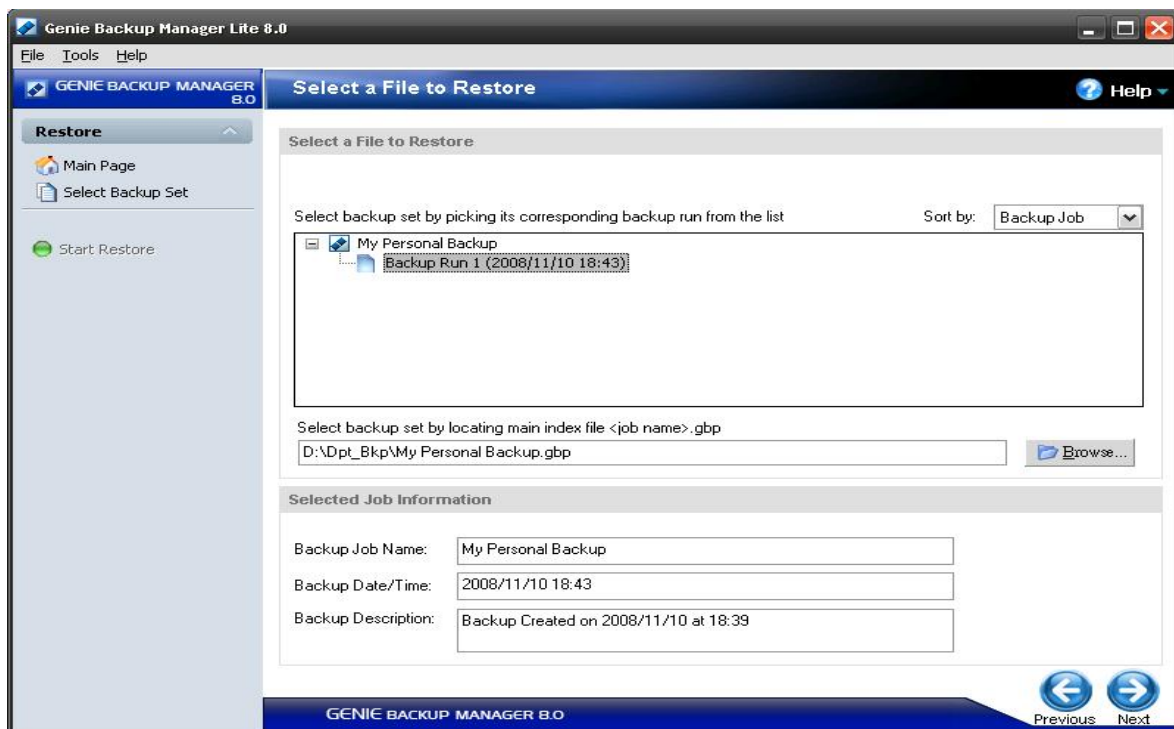 Genie Backup Manager Lite 8.0
File Tools Help
GENIE BACKUP MANAGER
8.0
Select a File to Restore
Help
Restore
Main Page
Select Backup Set
Start Restore
Select a File to Restore
Select backup set by picking its corresponding backup run from the list
Sort by: Backup Job
My Personal Backup
Backup Run 1 (2008/11/10 18:43)
Select backup set by locating main index file <job name>.gbp
D:\Dpt_Bkp\My Personal Backup.gbp
Browse...
Selected Job Information
Backup Job Name: My Personal Backup
Backup Date/Time: 2008/11/10 18:43
Backup Description: Backup Created on 2008/11/10 at 18:39
GENIE BACKUP MANAGER 8.0
Previous Next